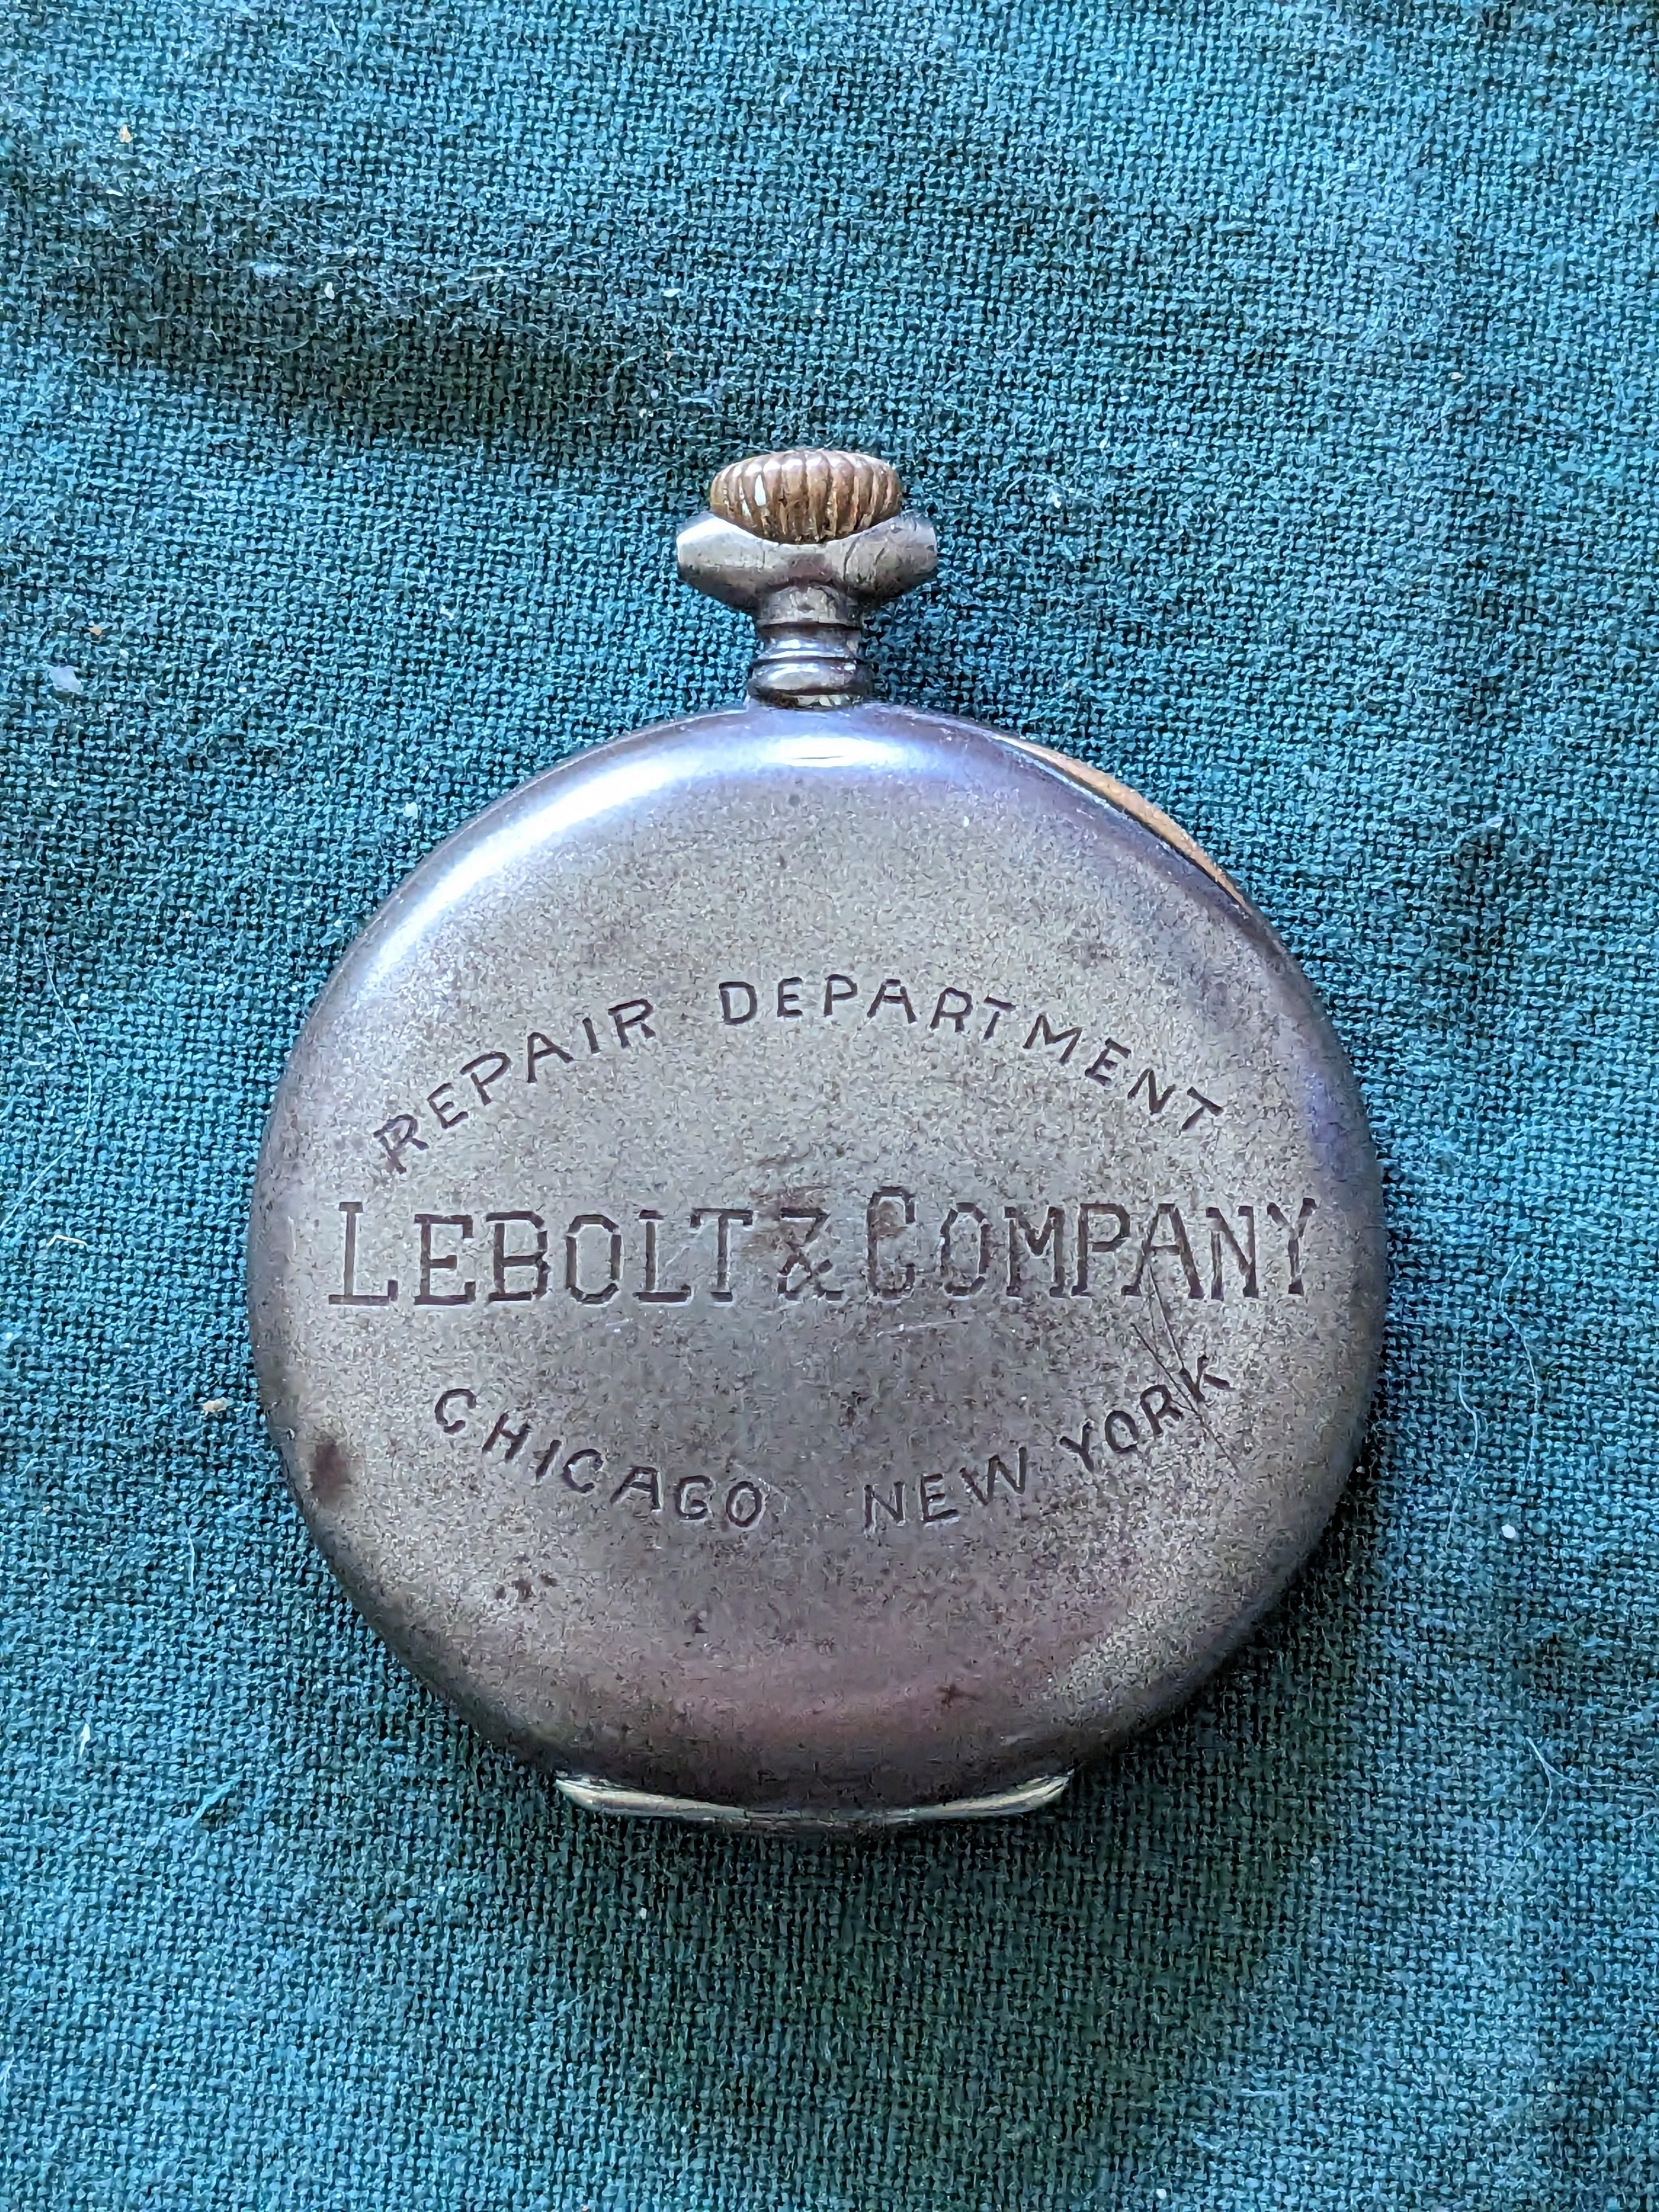 REPAIR DEPARTMENT
LEBOLT & COMPANY
CHICAGO NEW YORK